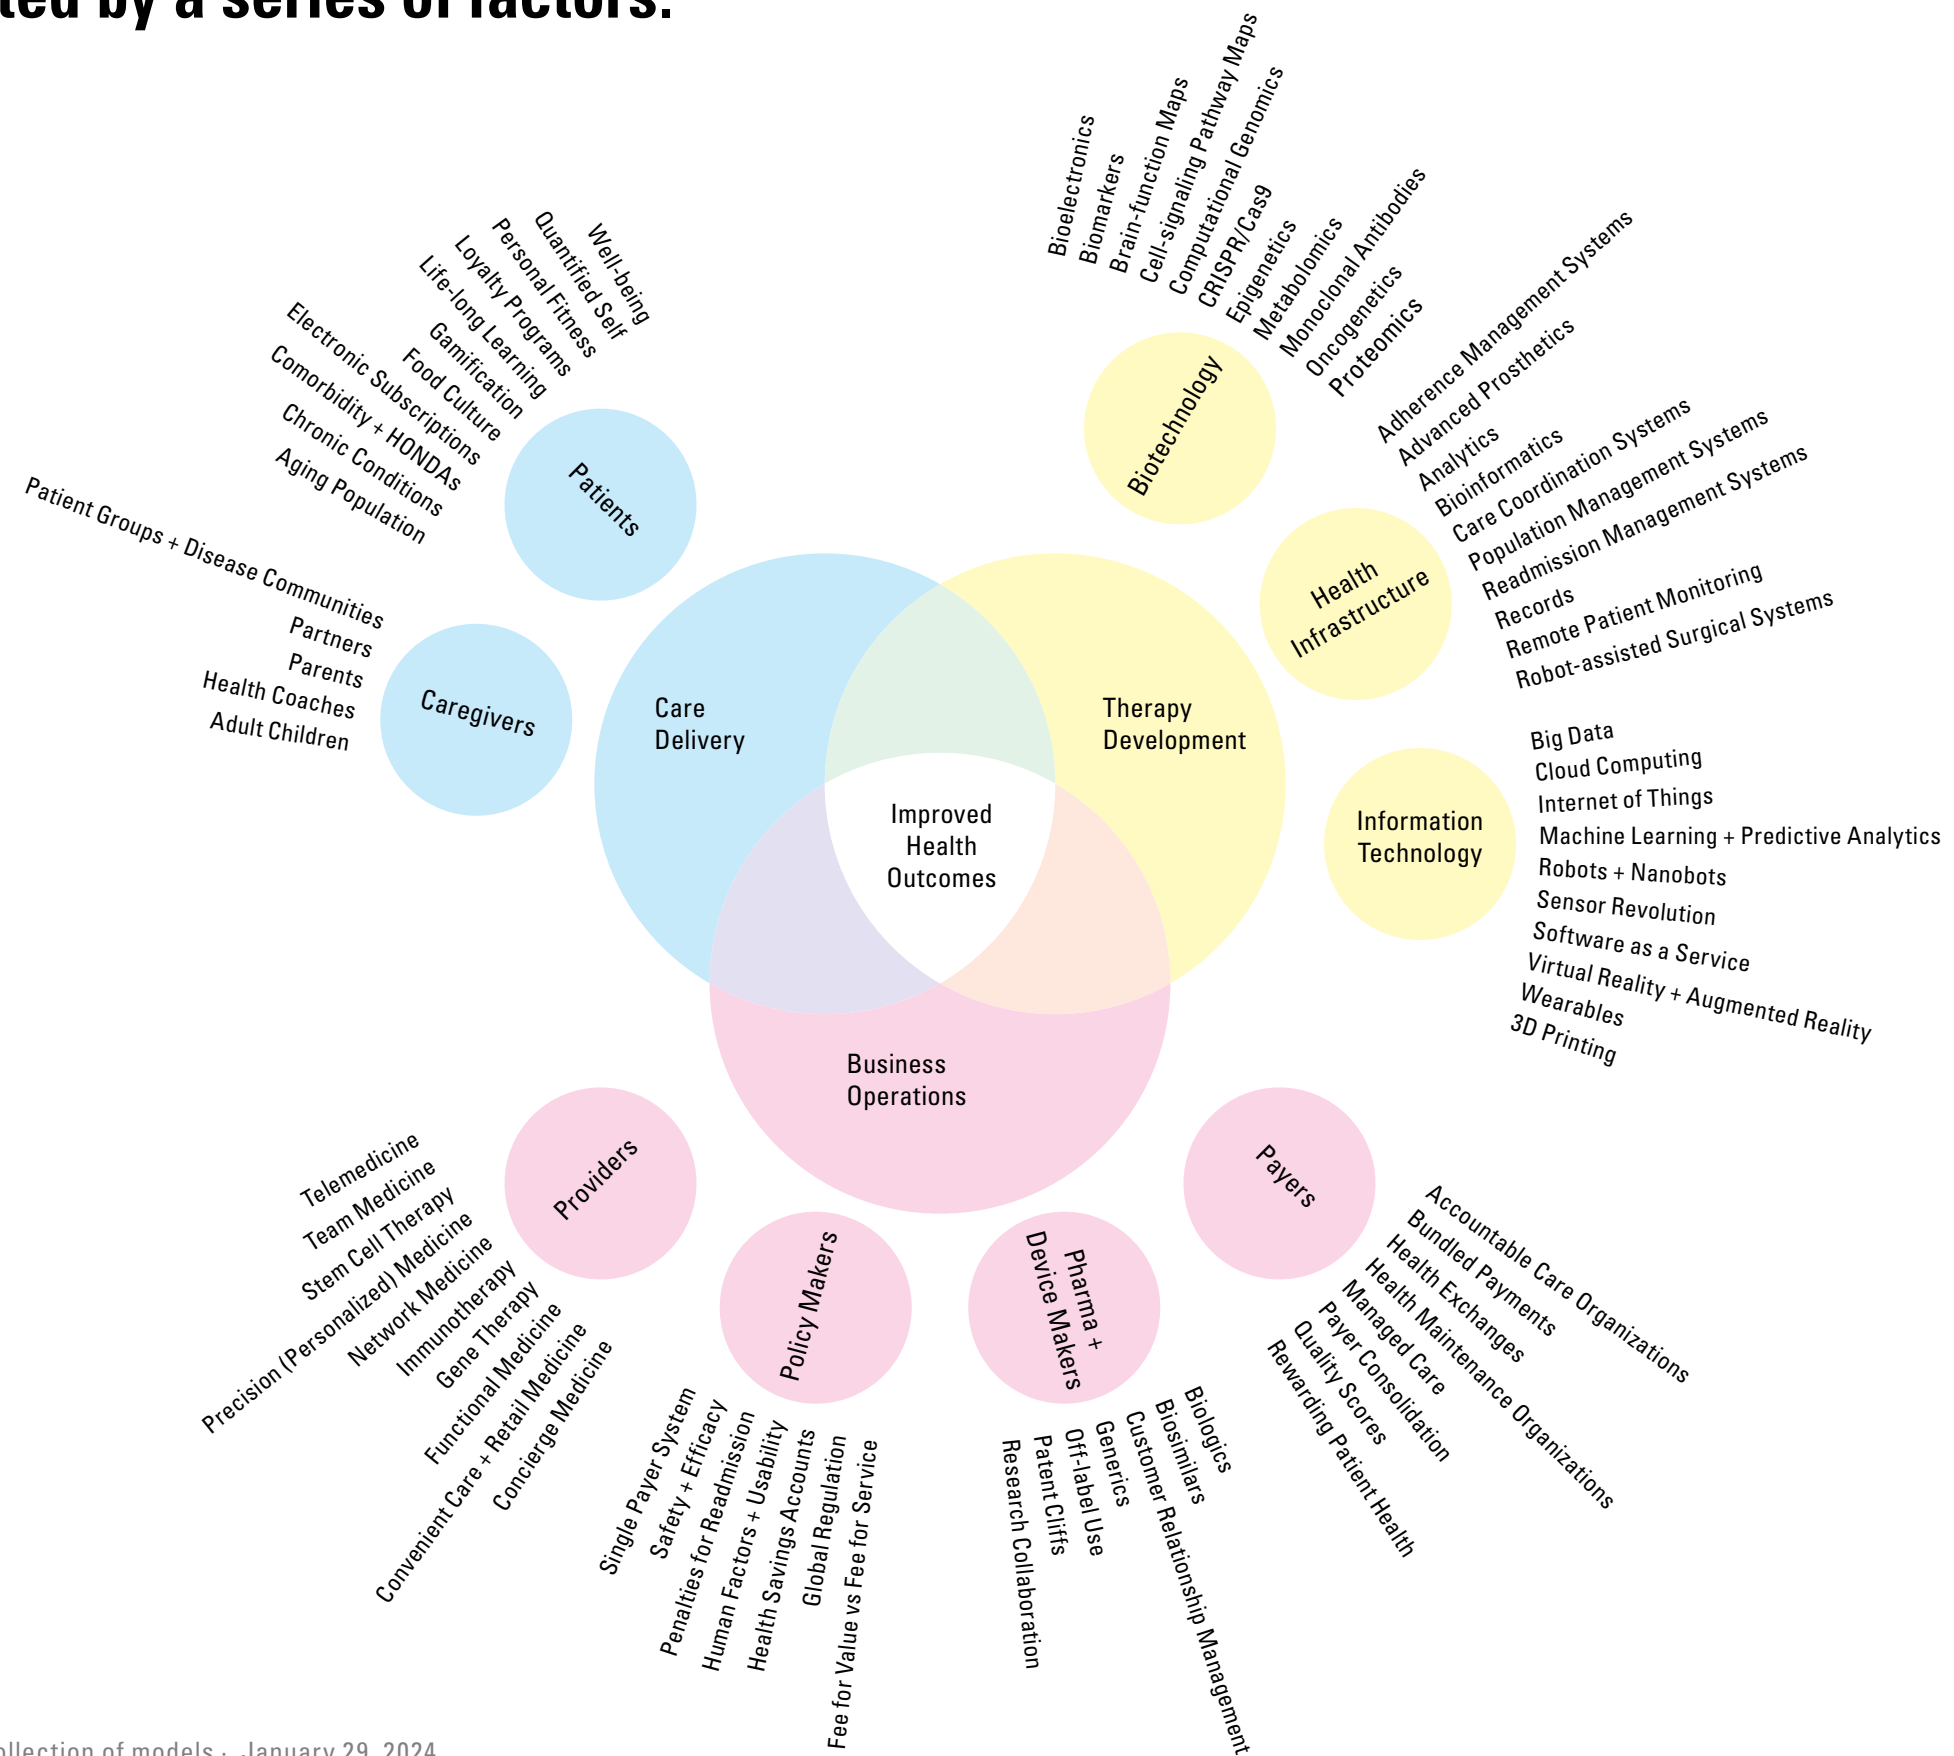 ted by a series of factors.
Well-being
Quantified Self
Personal Fitness
Loyalty Programs
Life-long Learning
Gamification
Food Culture
Electronic Subscriptions
Comorbidity + HONDAs
Chronic Conditions
Aging Population
Patients
Patient Groups + Disease Communities
Partners
Parents
Health Coaches
Adult Children
Caregivers
Bioelectronics
Biomarkers
Brain-function Maps
Cell-signaling Pathway Maps
Computational Genomics
CRISPR/Cas9
Epigenetics
Metabolomics
Monoclonal Antibodies
Oncogenetics
Proteomics
Biotechnology
Adherence Management Systems
Advanced Prosthetics
Analytics
Bioinformatics
Care Coordination Systems
Population Management Systems
Readmission Management Systems
Records
Remote Patient Monitoring
Robot-assisted Surgical Systems
Health
Infrastructure
Big Data
Cloud Computing
Internet of Things
Machine Learning + Predictive Analytics
Robots + Nanobots
Sensor Revolution
Software as a Service
Virtual Reality + Augmented Reality
Wearables
3D Printing
Information
Technology
Care
Delivery
Therapy
Development
Improved
Health
Outcomes
Business
Operations
Providers
Telemedicine
Team Medicine
Stem Cell Therapy
Precision (Personalized) Medicine
Network Medicine
Immunotherapy
Gene Therapy
Functional Medicine
Convenient Care + Retail Medicine
Concierge Medicine
Policy Makers
Single Payer System
Safety + Efficacy
Penalties for Readmission
Human Factors + Usability
Health Savings Accounts
Global Regulation
Fee for Value vs Fee for Service
Pharma +
Device Makers
Biologics
Biosimilars
Customer Relationship Management
Generics
Off-label Use
Patent Cliffs
Research Collaboration
Payers
Accountable Care Organizations
Bundled Payments
Health Exchanges
Health Maintenance Organizations
Managed Care
Payer Consolidation
Quality Scores
Rewarding Patient Health
ollection of models · January 29, 2024